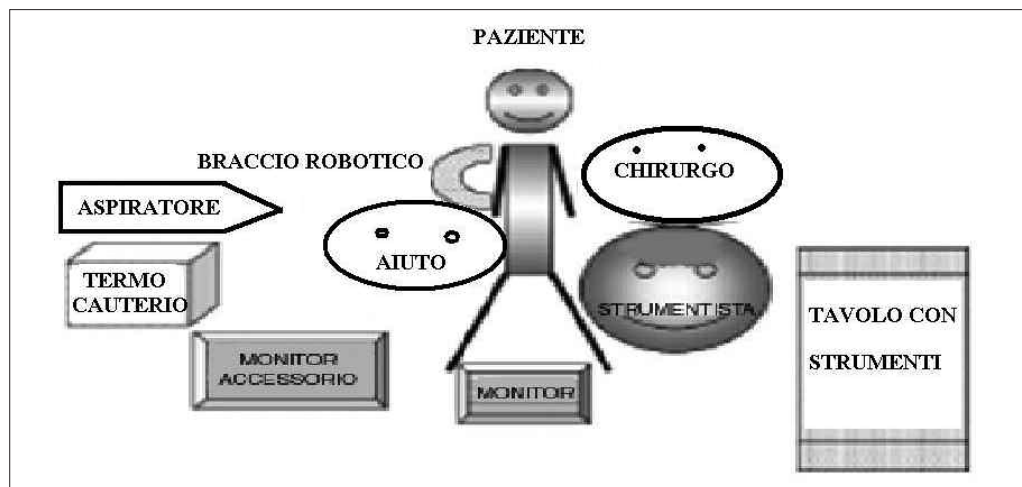 PAZIENTE
BRACCIO ROBOTICO
CHIRURGO
ASPIRATORE
AIUTO
TERMO
CAUTERIO
STRUMENTISTA
TAVOLO CON
STRUMENTI
MONITOR
ACCESSORIO
MONITOR